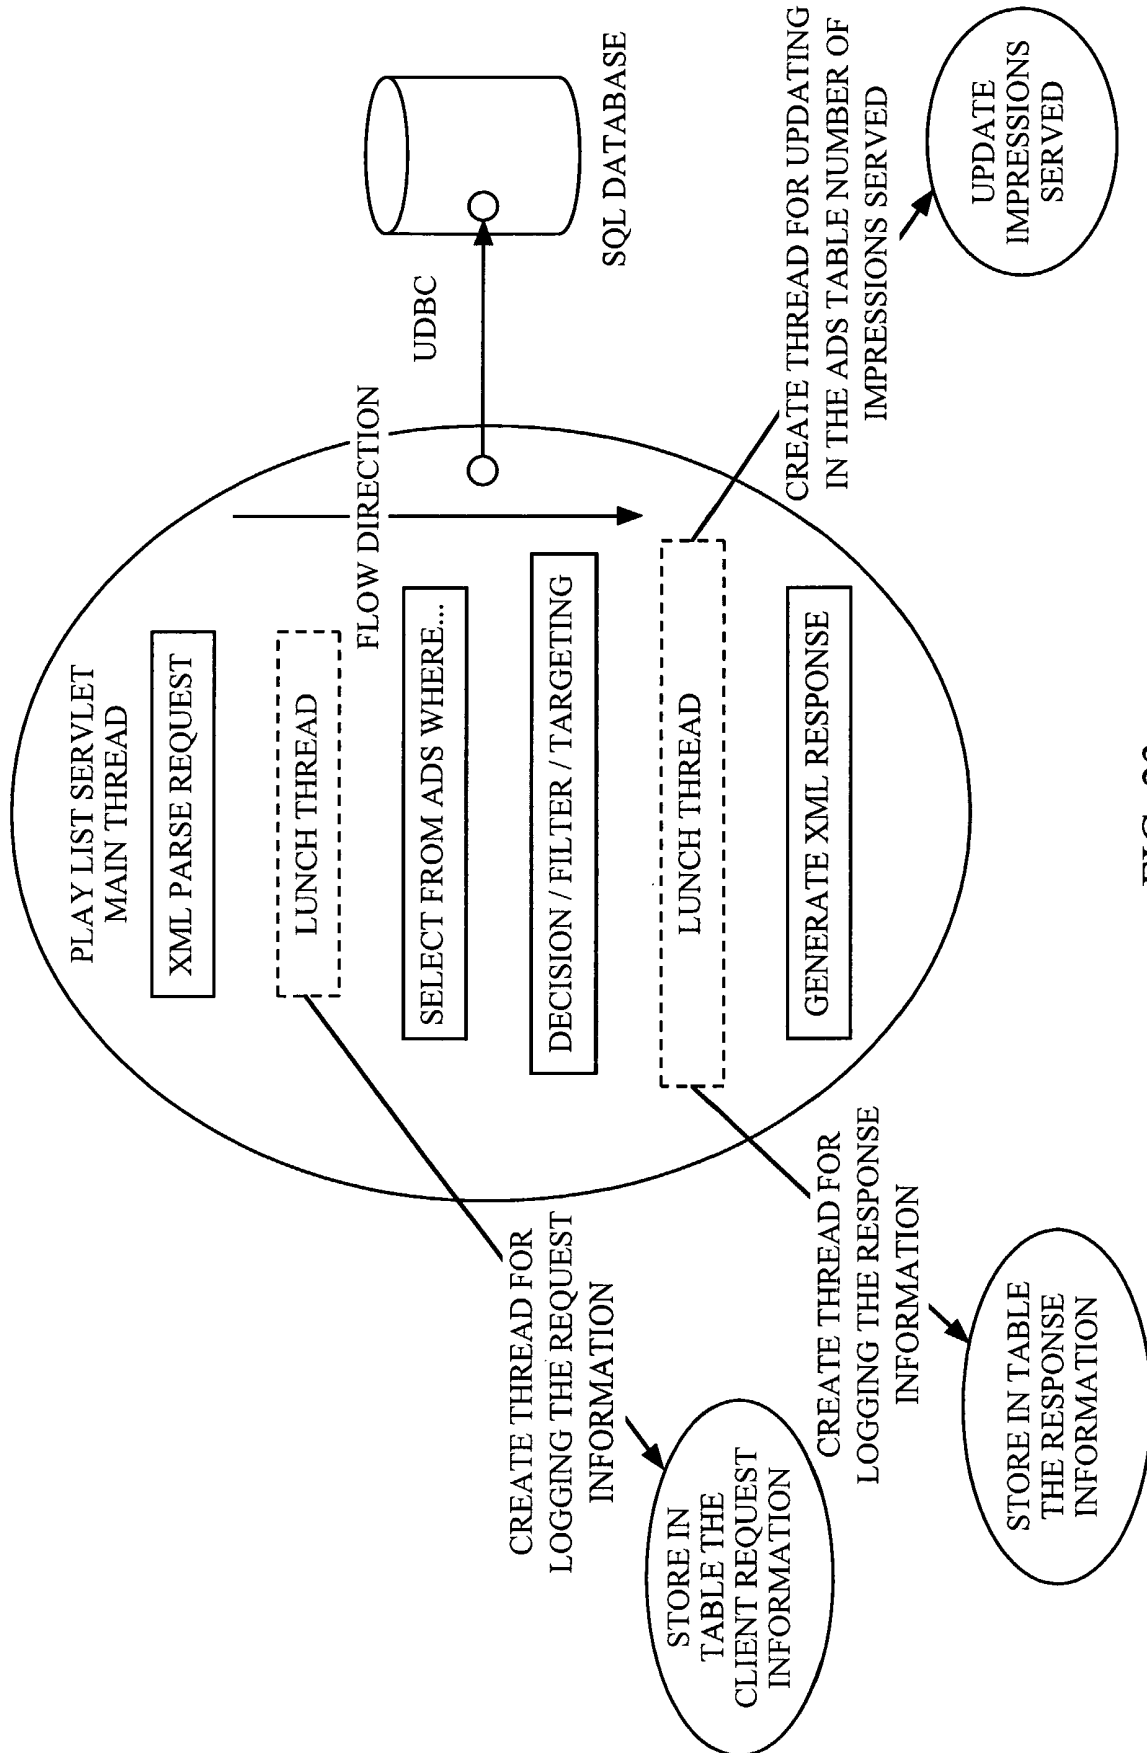 PLAY LIST SERVLET
MAIN THREAD
XML PARSE REQUEST
LUNCH THREAD
FLOW DIRECTION
SELECT FROM ADS WHERE...
DECISION / FILTER / TARGETING
LUNCH THREAD
GENERATE XML RESPONSE
UDBC
SQL DATABASE
CREATE THREAD FOR
LOGGING THE REQUEST
INFORMATION
STORE IN
TABLE THE
CLIENT REQUEST
INFORMATION
CREATE THREAD FOR
LOGGING THE RESPONSE
INFORMATION
STORE IN TABLE
THE RESPONSE
INFORMATION
CREATE THREAD FOR UPDATING
IN THE ADS TABLE NUMBER OF
IMPRESSIONS SERVED
UPDATE
IMPRESSIONS
SERVED
FIG.